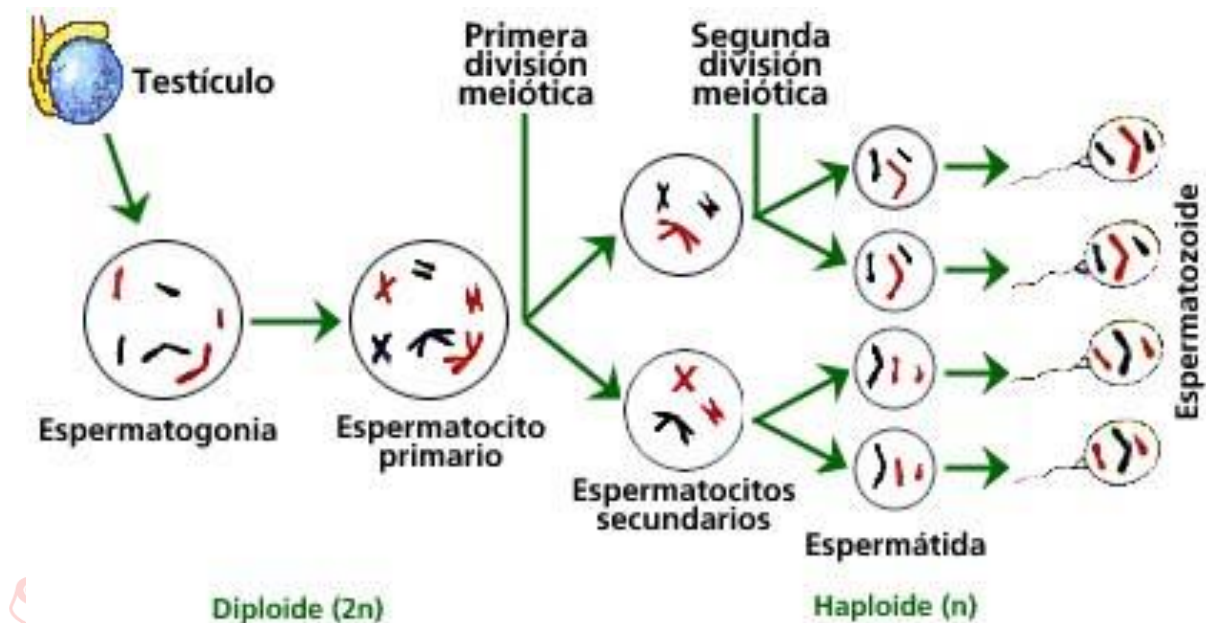 Testículo
Primera
división
meiótica
Segunda
división
meiótica
Espermatogonia
Espermatocito
primario
Espermatocitos
secundarios
Espermátida
Espermatozoide
Diploide (2n)
Haploide (n)